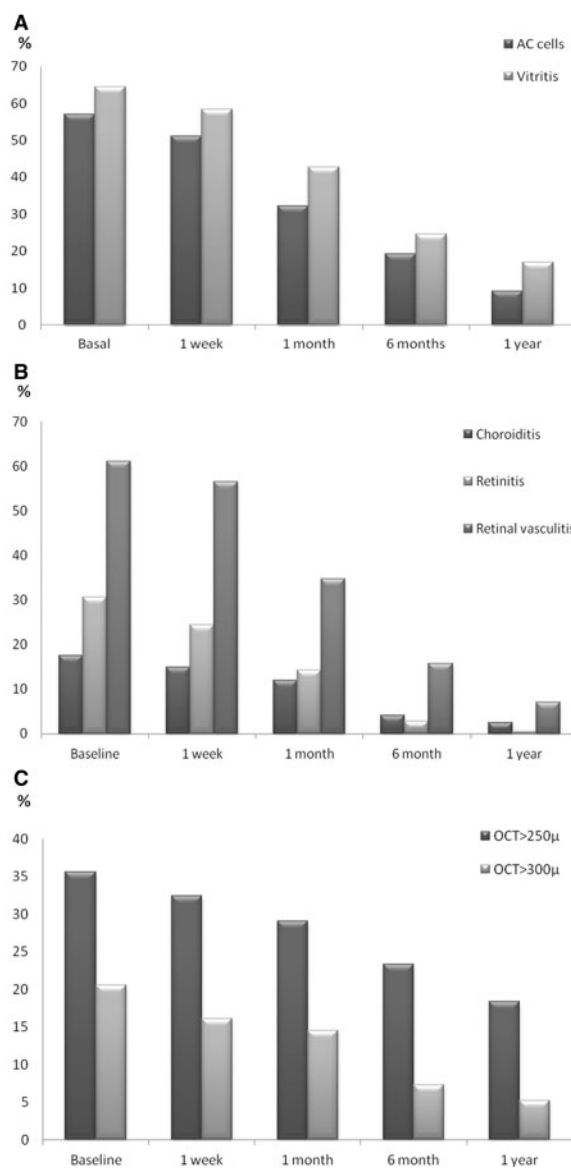 A
%
AC cells
Vitritis
70
60
50
40
30
20
10
0
Basal 1 week 1 month 6 months 1 year
B
%
Choroiditis
Retinitis
Retinal vasculitis
70
60
50
40
30
20
10
0
Baseline 1 week 1 month 6 month 1 year
C
%
OCT>250µ
OCT>300µ
40
35
30
25
20
15
10
5
0
Baseline 1 week 1 month 6 month 1 year